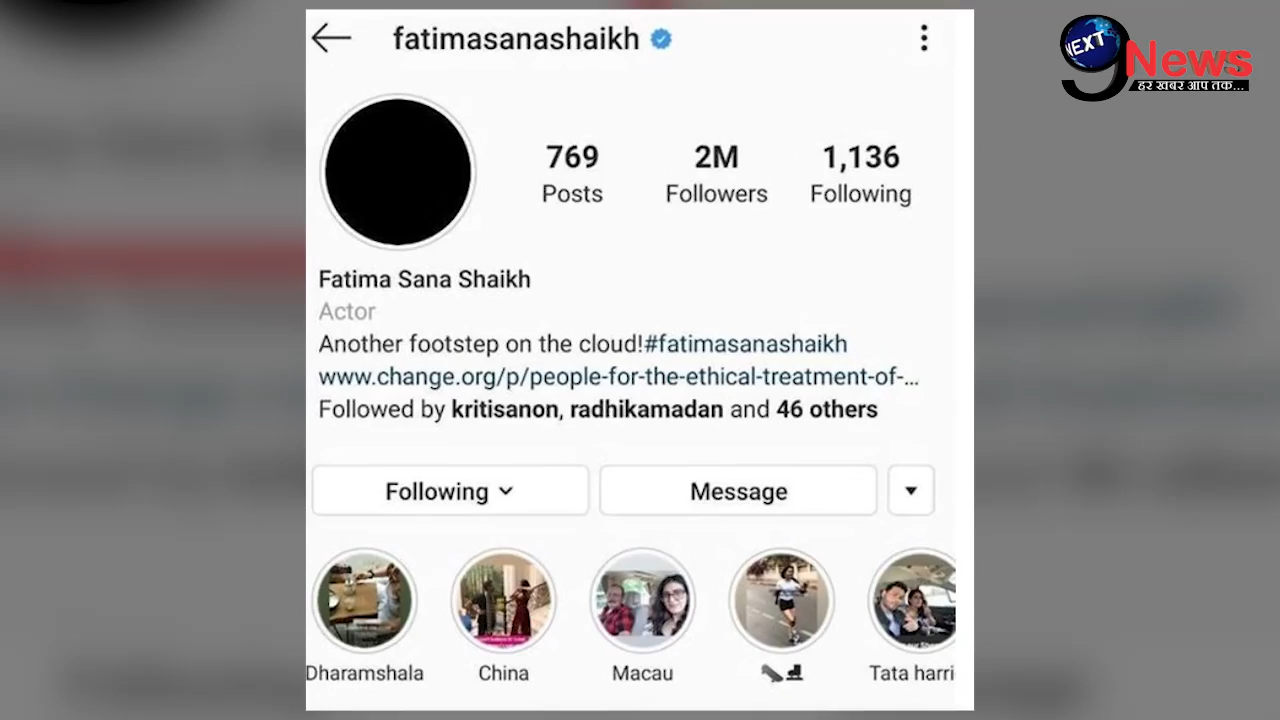 fatimasanashaikh
NEXT
9 News
हर खबर आप तक...
769
Posts
2M
Followers
1,136
Following
Fatima Sana Shaikh
Actor
Another footstep on the cloud!#fatimasanashaikh
www.change.org/p/people-for-the-ethical-treatment-of-...
Followed by kritisanon, radhikamadan and 46 others
Following
Message
Dharamshala
China
Macau
Tata harri